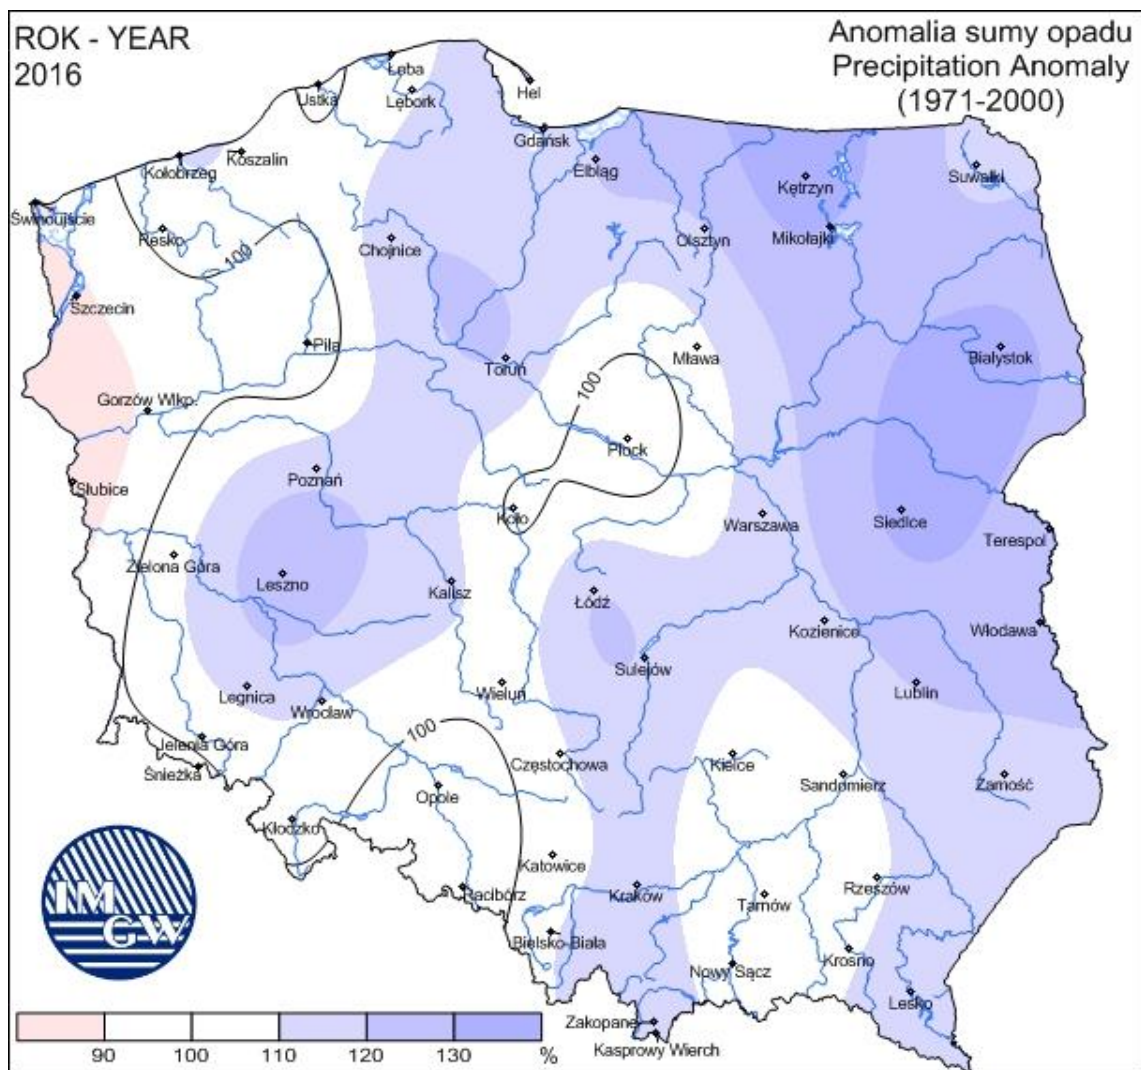 ROK - YEAR
2016
Anomalia sumy opadu
Precipitation Anomaly
(1971-2000)
Łeba
Ustka
Lębork
Hel
Gdańsk
Koszalin
Kołobrzeg
Elbląg
Kętrzyn
Suwałki
Świnoujście
Resko
Chojnice
Olsztyn
Mikołajki
100
Szczecin
Piła
Toruń
Mława
Białystok
100
Gorzów Wlkp.
Płock
Poznań
Słubice
Koło
Warszawa
Siedlce
Terespol
Zielona Góra
Leszno
Kalisz
Łódź
Kozienice
Włodawa
Sulejów
Legnica
Wrocław
Wieluń
Lublin
100
Jelenia Góra
Śnieżka
Częstochowa
Kielce
Sandomierz
Zamość
Opole
Kłodzko
Katowice
Racibórz
Kraków
Tarnów
Rzeszów
Bielsko-Biała
Nowy Sącz
Krosno
Lesko
Zakopane
Kasprowy Wierch
IM
GW
90 100 110 120 130 %